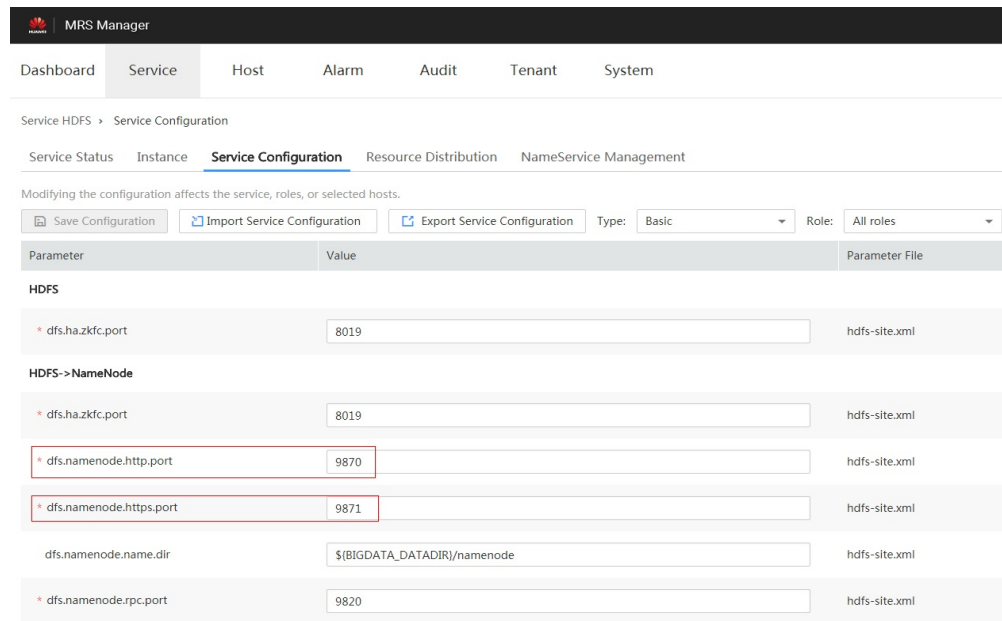 HUAWEI MRS Manager
Dashboard Service Host Alarm Audit Tenant System
Service HDFS › Service Configuration
Service Status Instance Service Configuration Resource Distribution NameService Management
Modifying the configuration affects the service, roles, or selected hosts.
Save Configuration Import Service Configuration Export Service Configuration Type: Basic Role: All roles
Parameter Value Parameter File
HDFS
* dfs.ha.zkfc.port 8019 hdfs-site.xml
HDFS->NameNode
* dfs.ha.zkfc.port 8019 hdfs-site.xml
* dfs.namenode.http.port 9870 hdfs-site.xml
* dfs.namenode.https.port 9871 hdfs-site.xml
dfs.namenode.name.dir ${BIGDATA_DATADIR}/namenode hdfs-site.xml
* dfs.namenode.rpc.port 9820 hdfs-site.xml